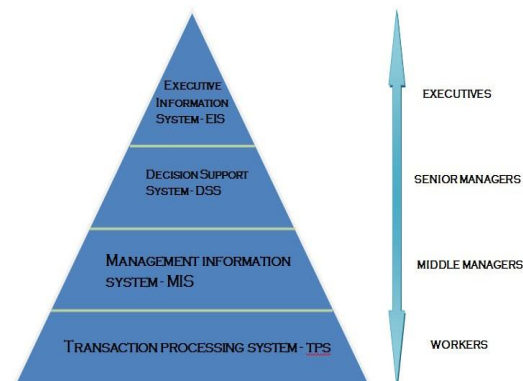 EXECUTIVE
INFORMATION
SYSTEM - EIS
EXECUTIVES
DECISION SUPPORT
SYSTEM - DSS
SENIOR MANAGERS
MANAGEMENT INFORMATION
SYSTEM - MIS
MIDDLE MANAGERS
TRANSACTION PROCESSING SYSTEM - TPS
WORKERS